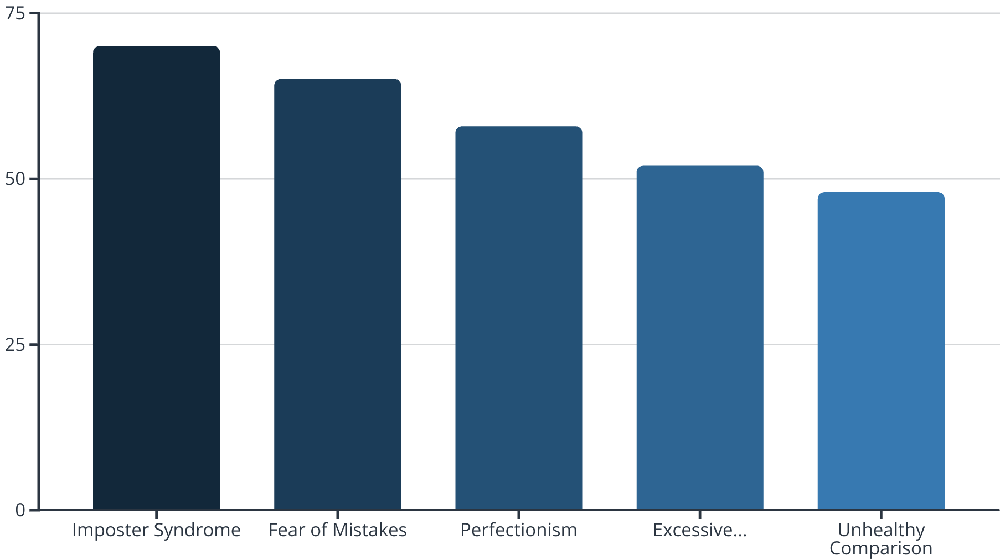 75
50
25
0
Imposter Syndrome
Fear of Mistakes
Perfectionism
Excessive...
Unhealthy
Comparison